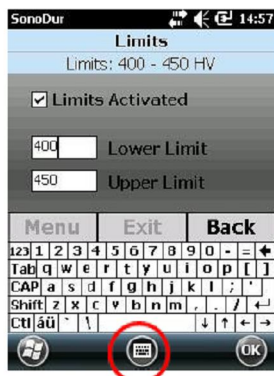 SonoDur 14:57
Limits
Limits: 400 - 450 HV
Limits Activated
400 Lower Limit
450 Upper Limit
Menu Exit Back
123 1 2 3 4 5 6 7 8 9 0 - =
Tab q w e r t y u i o p [ ]
CAP a s d f g h j k l ; '
Shift z x c v b n m , . /
Ctl áü ` \
OK